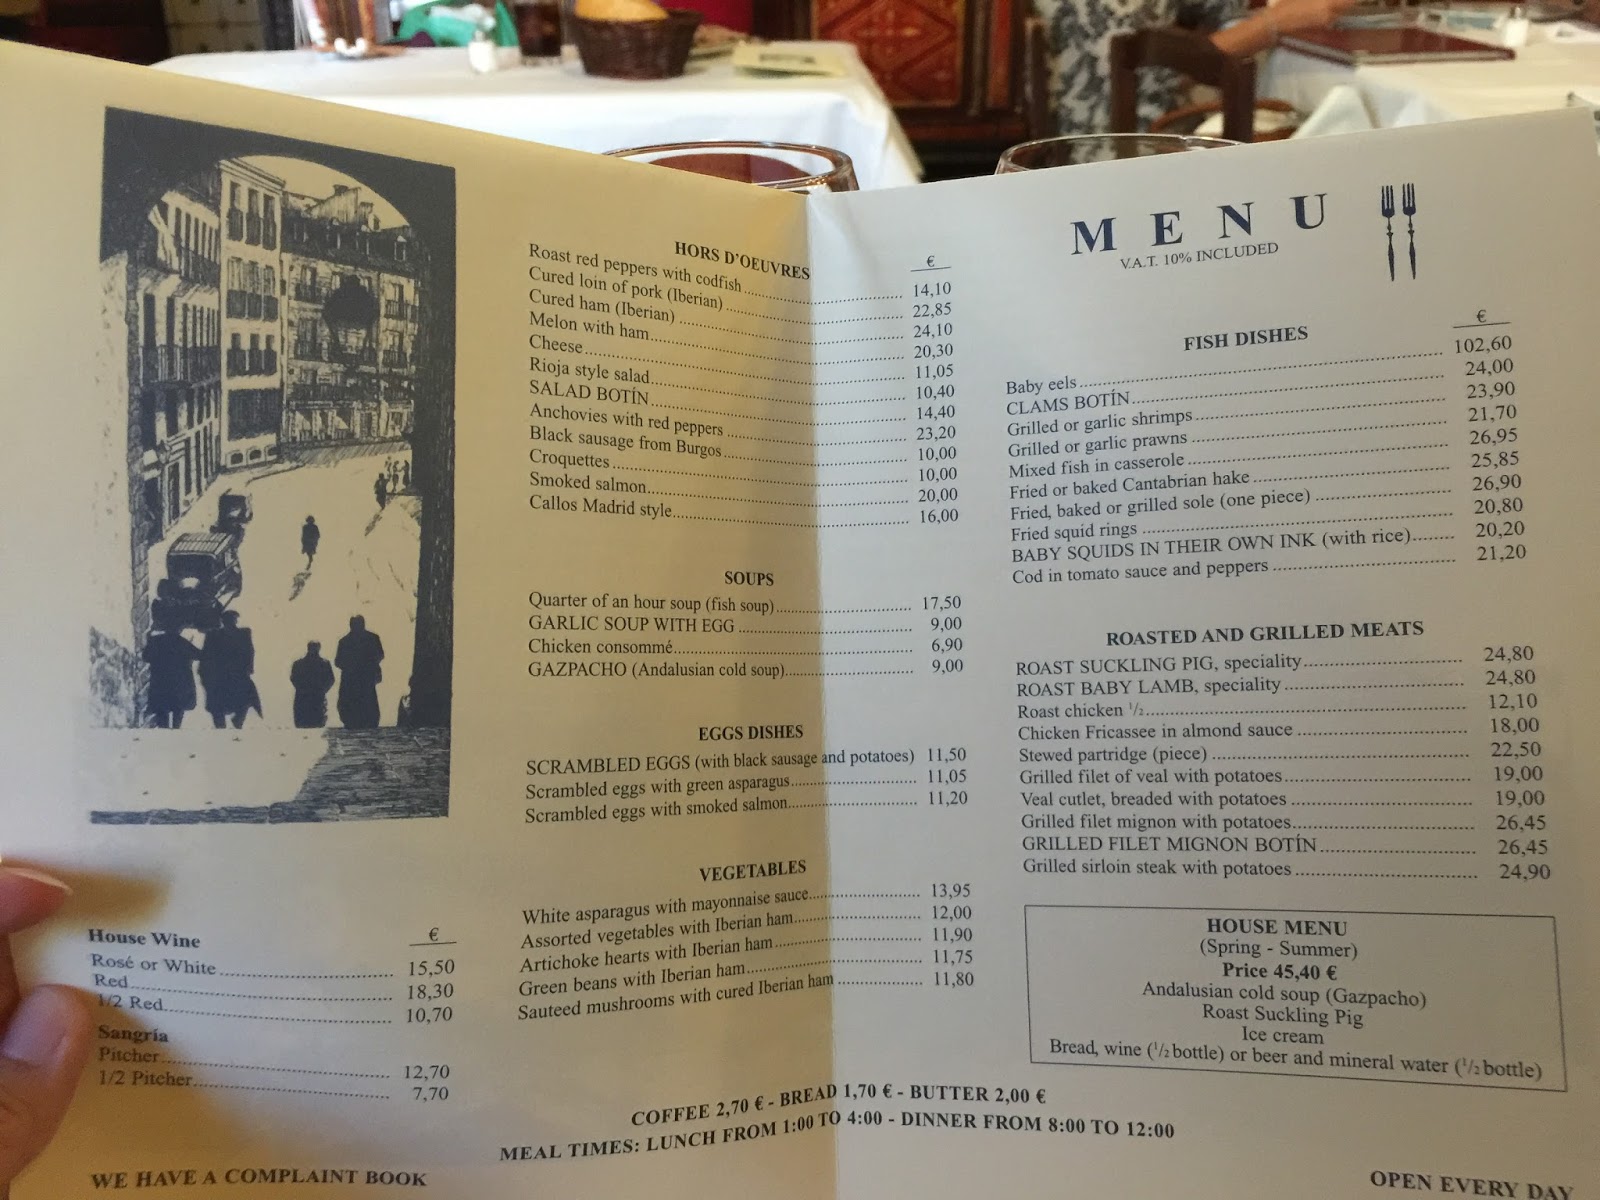 HORS D'OEUVRES
€
Roast red peppers with codfish 14,10
Cured loin of pork (Iberian) 22,85
Cured ham (Iberian) 24,10
Melon with ham 20,30
Cheese 11,05
Rioja style salad 10,40
SALAD BOTÍN 14,40
Anchovies with red peppers 23,20
Black sausage from Burgos 10,00
Croquettes 10,00
Smoked salmon 20,00
Callos Madrid style 16,00
SOUPS
Quarter of an hour soup (fish soup) 17,50
GARLIC SOUP WITH EGG 9,00
Chicken consommé 6,90
GAZPACHO (Andalusian cold soup) 9,00
EGGS DISHES
SCRAMBLED EGGS (with black sausage and potatoes) 11,50
Scrambled eggs with green asparagus 11,05
Scrambled eggs with smoked salmon 11,20
VEGETABLES
White asparagus with mayonnaise sauce 13,95
Assorted vegetables with Iberian ham 12,00
Artichoke hearts with Iberian ham 11,90
Green beans with Iberian ham 11,75
Sauteed mushrooms with cured Iberian ham 11,80
House Wine €
Rosé or White 15,50
Red 18,30
1/2 Red 10,70
Sangría
Pitcher 12,70
1/2 Pitcher 7,70
MENU
V.A.T. 10% INCLUDED
FISH DISHES €
Baby eels 102,60
CLAMS BOTÍN 24,00
Grilled or garlic shrimps 23,90
Grilled or garlic prawns 21,70
Mixed fish in casserole 26,95
Fried or baked Cantabrian hake 25,85
Fried, baked or grilled sole (one piece) 26,90
Fried squid rings 20,80
BABY SQUIDS IN THEIR OWN INK (with rice) 20,20
Cod in tomato sauce and peppers 21,20
ROASTED AND GRILLED MEATS
ROAST SUCKLING PIG, speciality 24,80
ROAST BABY LAMB, speciality 24,80
Roast chicken 1/2 12,10
Chicken Fricassee in almond sauce 18,00
Stewed partridge (piece) 22,50
Grilled filet of veal with potatoes 19,00
Veal cutlet, breaded with potatoes 19,00
Grilled filet mignon with potatoes 26,45
GRILLED FILET MIGNON BOTÍN 26,45
Grilled sirloin steak with potatoes 24,90
HOUSE MENU
(Spring - Summer)
Price 45,40 €
Andalusian cold soup (Gazpacho)
Roast Suckling Pig
Ice cream
Bread, wine (1/2 bottle) or beer and mineral water (1/2 bottle)
COFFEE 2,70 € - BREAD 1,70 € - BUTTER 2,00 €
MEAL TIMES: LUNCH FROM 1:00 TO 4:00 - DINNER FROM 8:00 TO 12:00
WE HAVE A COMPLAINT BOOK
OPEN EVERY DAY